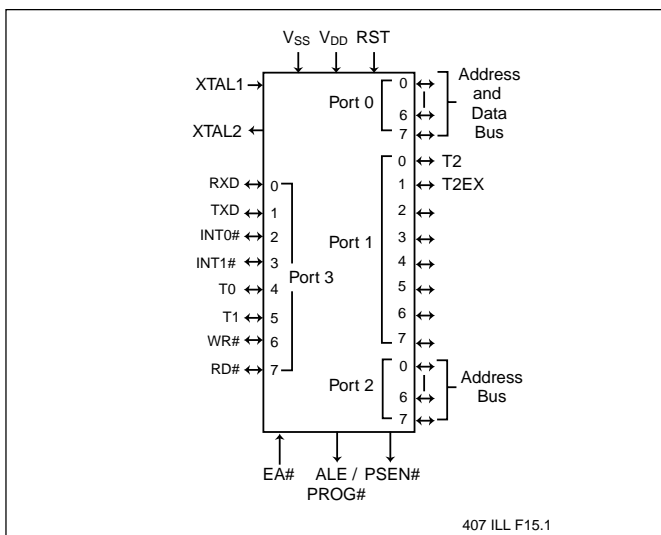 VSS VDD RST
XTAL1
XTAL2
Port 0
0
6
7
Address
and
Data
Bus
RXD 0
TXD 1
INT0# 2
INT1# 3
T0 4
T1 5
WR# 6
RD# 7
Port 3
Port 1
0 T2
1 T2EX
2
3
4
5
6
7
Port 2
0
6
7
Address
Bus
EA# ALE / PSEN#
PROG#
407 ILL F15.1